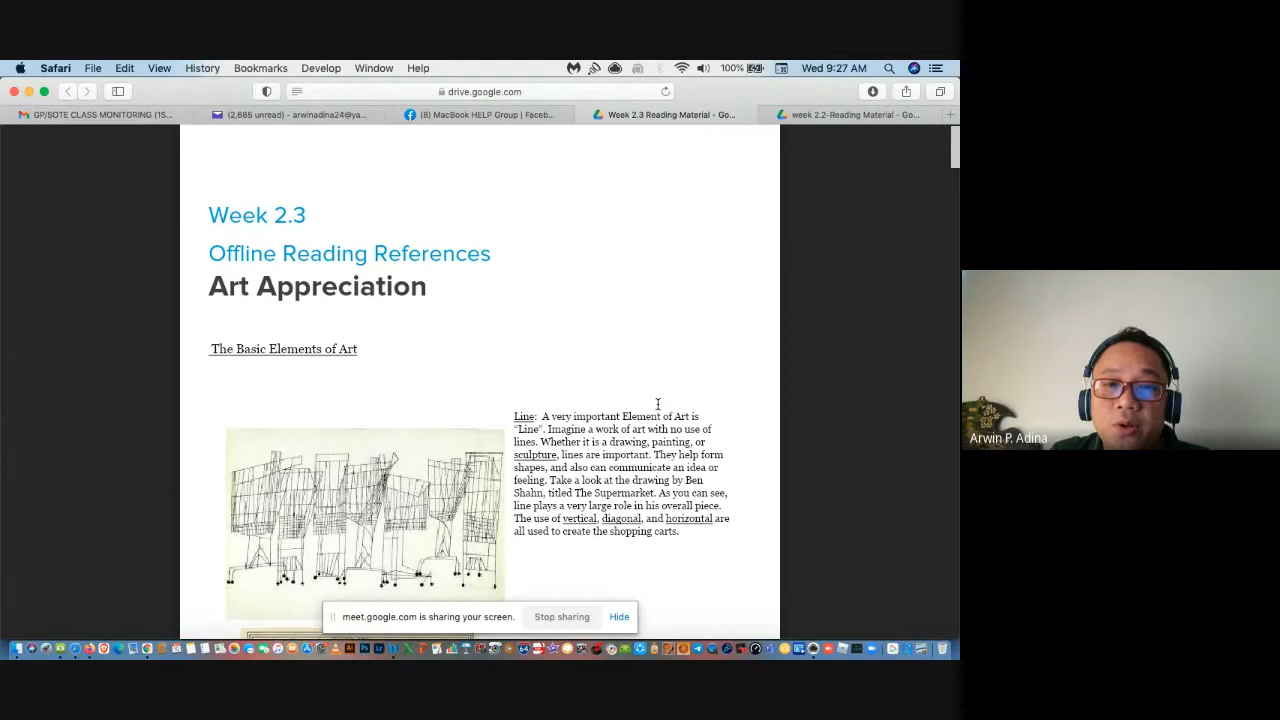 Safari File Edit View History Bookmarks Develop Window Help 100% Wed 9:27 AM
drive.google.com
GP/SOTE CLASS MONITORING (1S... (2,685 unread) - arwinadina24@ya... (8) MacBook HELP Group | Faceb... Week 2.3 Reading Material - Go... week 2.2-Reading Material - Go...
Week 2.3
Offline Reading References
Art Appreciation
The Basic Elements of Art
Line: A very important Element of Art is
“Line”. Imagine a work of art with no use of
lines. Whether it is a drawing, painting, or
sculpture, lines are important. They help form
shapes, and also can communicate an idea or
feeling. Take a look at the drawing by Ben
Shahn, titled The Supermarket. As you can see,
line plays a very large role in his overall piece.
The use of vertical, diagonal, and horizontal are
all used to create the shopping carts.
meet.google.com is sharing your screen. Stop sharing Hide
Arwin P. Adina